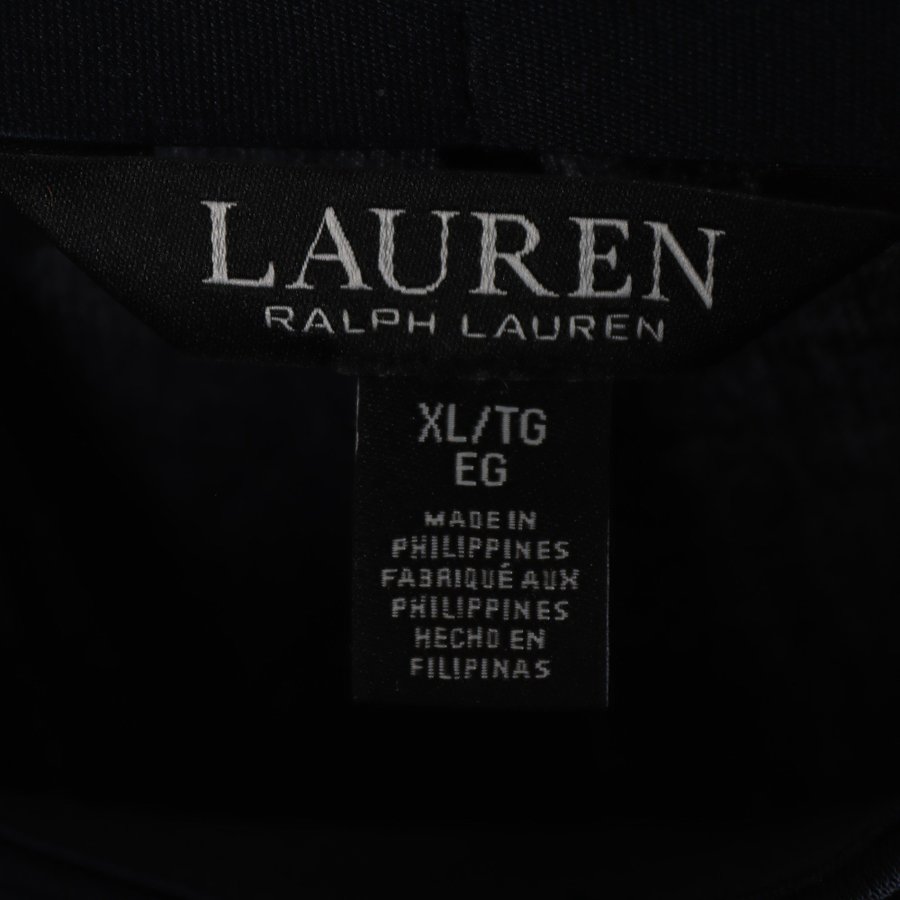 LAUREN
RALPH LAUREN
XL/TG
EG
MADE IN
PHILIPPINES
FABRIQUÉ AUX
PHILIPPINES
HECHO EN
FILIPINAS